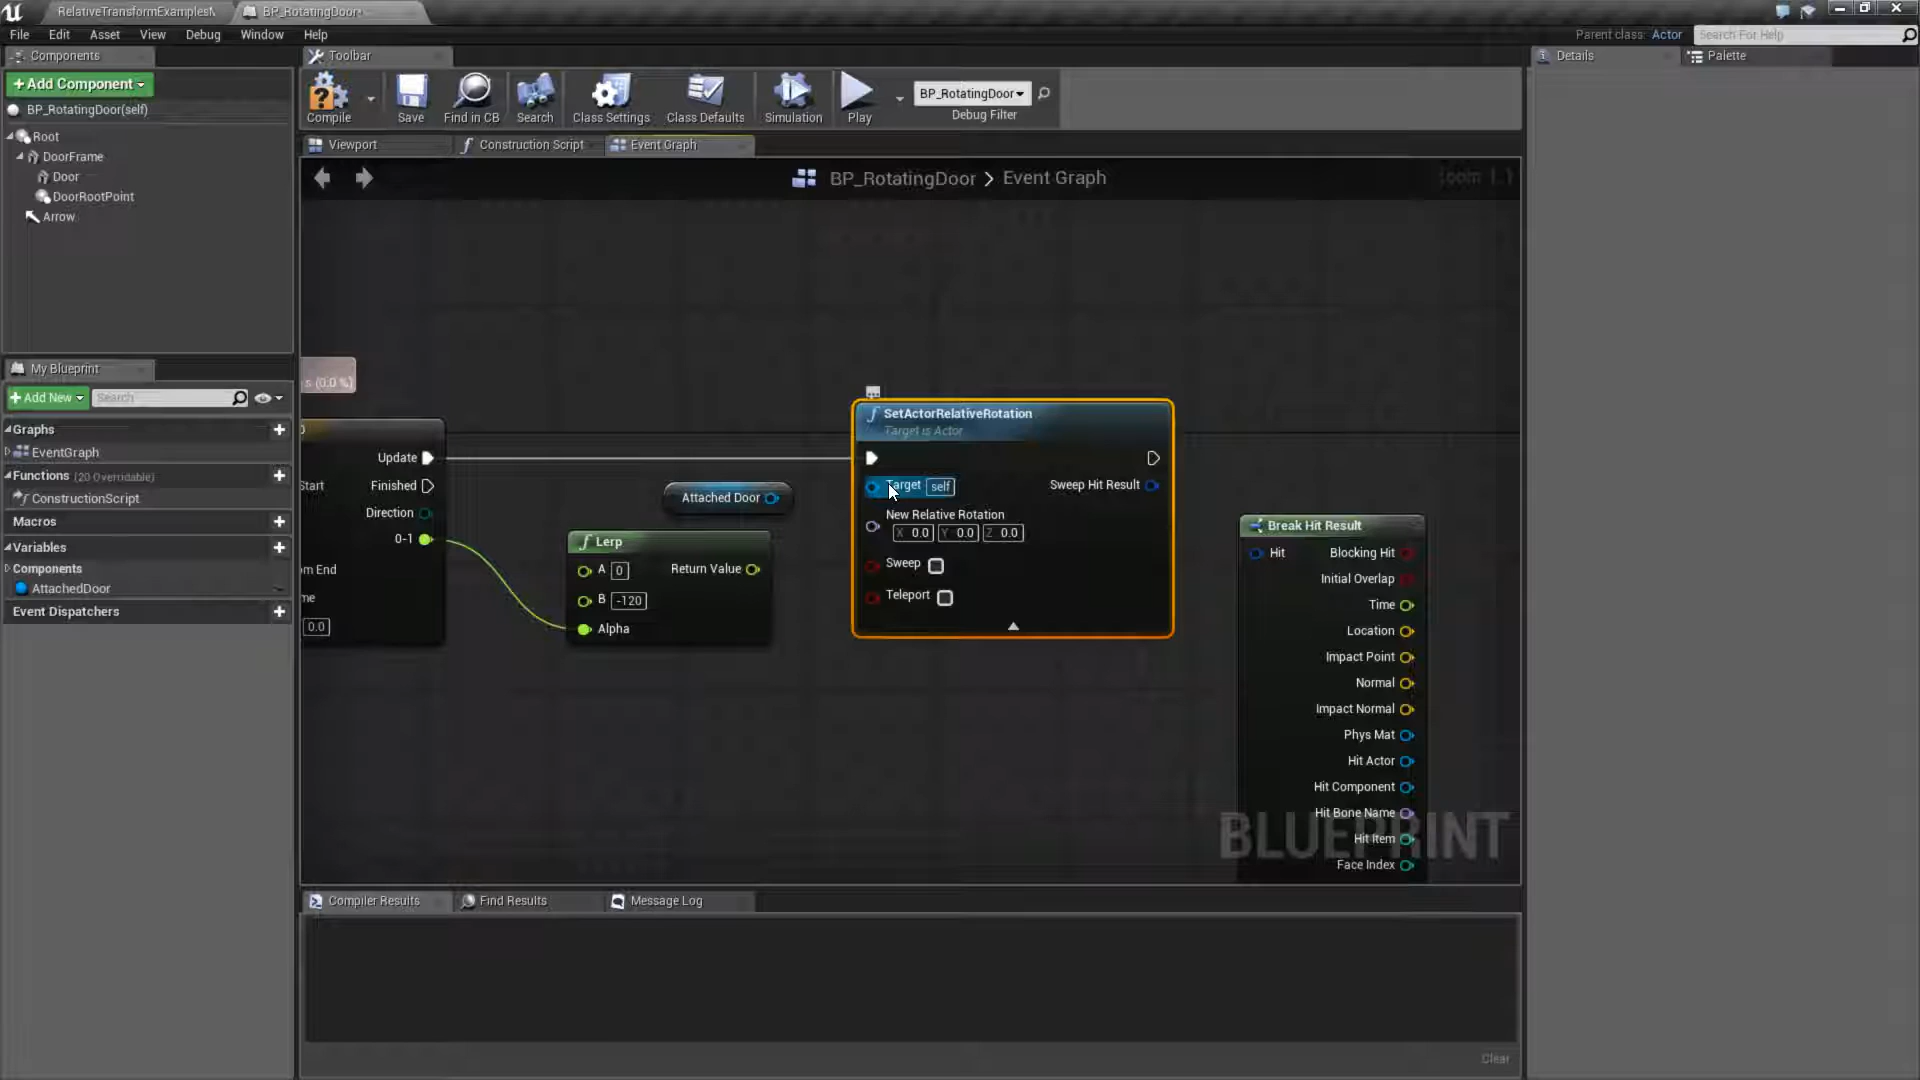 RelativeTransformExamples
BP_RotatingDoor
File Edit Asset View Debug Window Help
Parent class: Actor
Search For Help
Components
Toolbar
Details
Palette
+Add Component
BP_RotatingDoor(self)
Root
DoorFrame
Door
DoorRootPoint
Arrow
Compile
Save
Find in CB
Search
Class Settings
Class Defaults
Simulation
Play
BP_RotatingDoor
Debug Filter
Viewport
Construction Script
Event Graph
BP_RotatingDoor > Event Graph
My Blueprint
+Add New
Search
Graphs
EventGraph
Functions (20 Overridable)
ConstructionScript
Macros
Variables
Components
AttachedDoor
Event Dispatchers
s (0.0 %)
Update
Start
Finished
Direction
0-1
om End
me
0.0
Attached Door
Lerp
A 0
Return Value
B -120
Alpha
SetActorRelativeRotation
Target is Actor
Target self
Sweep Hit Result
New Relative Rotation
X 0.0 Y 0.0 Z 0.0
Sweep
Teleport
Break Hit Result
Hit
Blocking Hit
Initial Overlap
Time
Location
Impact Point
Normal
Impact Normal
Phys Mat
Hit Actor
Hit Component
Hit Bone Name
Hit Item
Face Index
BLUEPRINT
Compiler Results
Find Results
Message Log
Clear